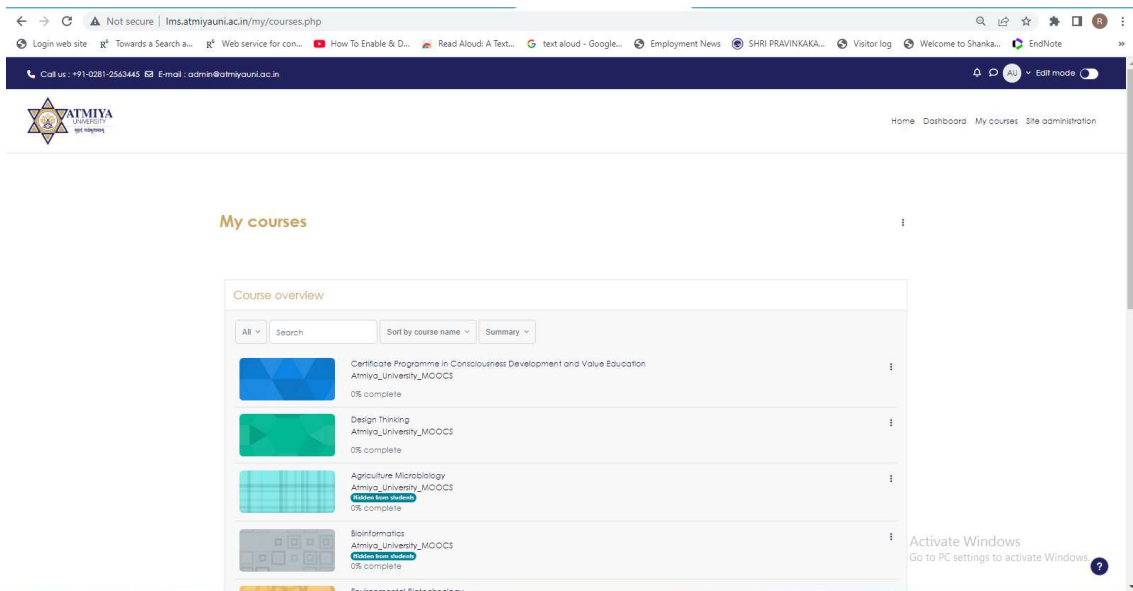 Not secure | lms.atmiyauni.ac.in/my/courses.php
R
Login web site
Towards a Search a...
Web service for con...
How To Enable & D...
Read Aloud: A Text...
text aloud - Google...
Employment News
SHRI PRAVINKAKA...
Visitor log
Welcome to Shanka...
EndNote
»
Call us : +91-0281-2563445 E-mail : admin@atmiyauni.ac.in
AU Edit mode
ATMIYA
UNIVERSITY
Home Dashboard My courses Site administration
My courses
Course overview
All Search Sort by course name Summary
Certificate Programme in Consciousness Development and Value Education
Atmiya_University_MOOCS
0% complete
Design Thinking
Atmiya_University_MOOCS
0% complete
Agriculture Microbiology
Atmiya_University_MOOCS
Hidden from students
0% complete
Bioinformatics
Atmiya_University_MOOCS
Hidden from students
0% complete
Environmental Biotechnology
Activate Windows
Go to PC settings to activate Windows.
?